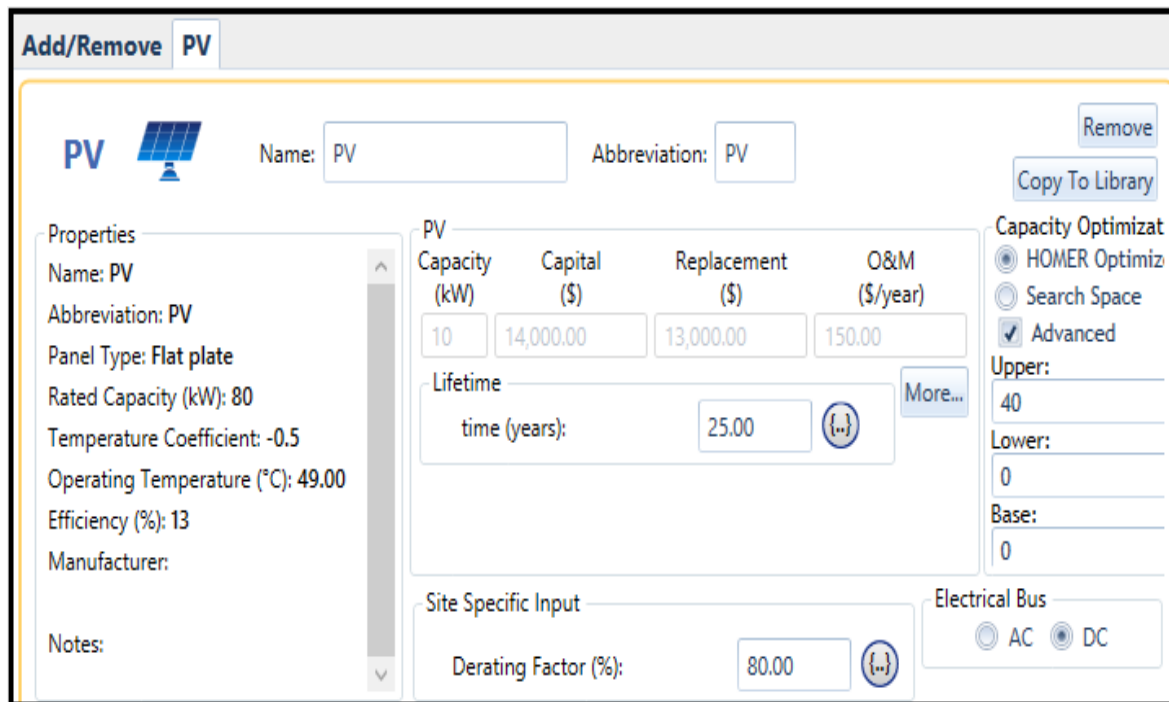 Add/Remove PV
PV Name: PV Abbreviation: PV
Remove
Copy To Library
Properties
Name: PV
Abbreviation: PV
Panel Type: Flat plate
Rated Capacity (kW): 80
Temperature Coefficient: -0.5
Operating Temperature (°C): 49.00
Efficiency (%): 13
Manufacturer:
Notes:
PV
Capacity Capital Replacement O&M
(kW) ($) ($) ($/year)
10 14,000.00 13,000.00 150.00
Lifetime
time (years): 25.00 {..}
More...
Site Specific Input
Derating Factor (%): 80.00 {..}
Capacity Optimizat
HOMER Optimiz
Search Space
Advanced
Upper:
40
Lower:
0
Base:
0
Electrical Bus
AC DC